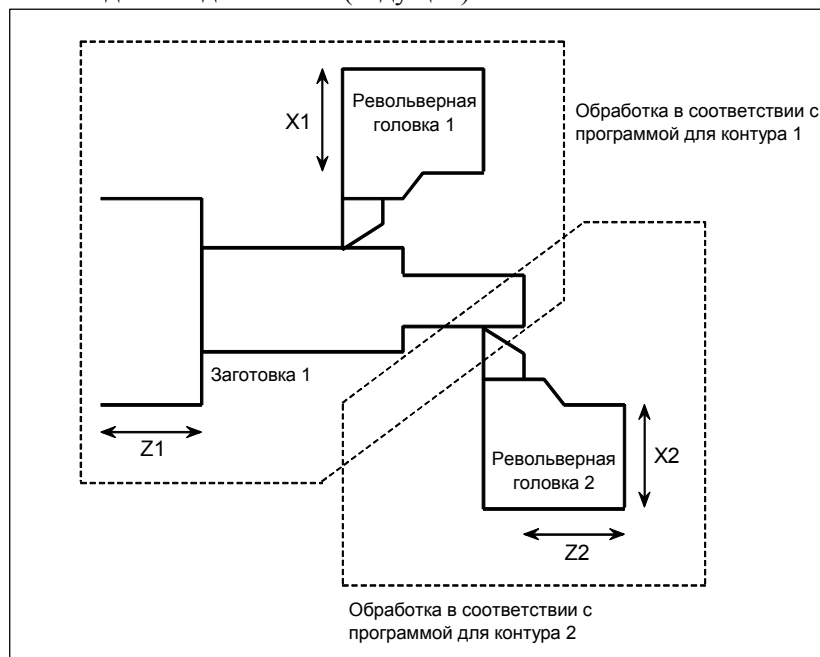 Револьверная
головка 1
X1
Обработка в соответствии с
программой для контура 1
Заготовка 1
Z1
Револьверная
головка 2
X2
Z2
Обработка в соответствии с
программой для контура 2